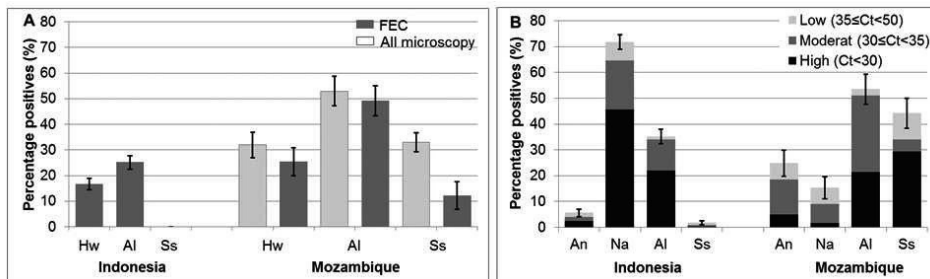 A
FEC
All microscopy
Percentage positives (%)
80
70
60
50
40
30
20
10
0
Hw Al Ss Hw Al Ss
Indonesia Mozambique
B
Low (35≤Ct<50)
Moderat (30≤Ct<35)
High (Ct<30)
Percentage positives (%)
80
70
60
50
40
30
20
10
0
An Na Al Ss An Na Al Ss
Indonesia Mozambique